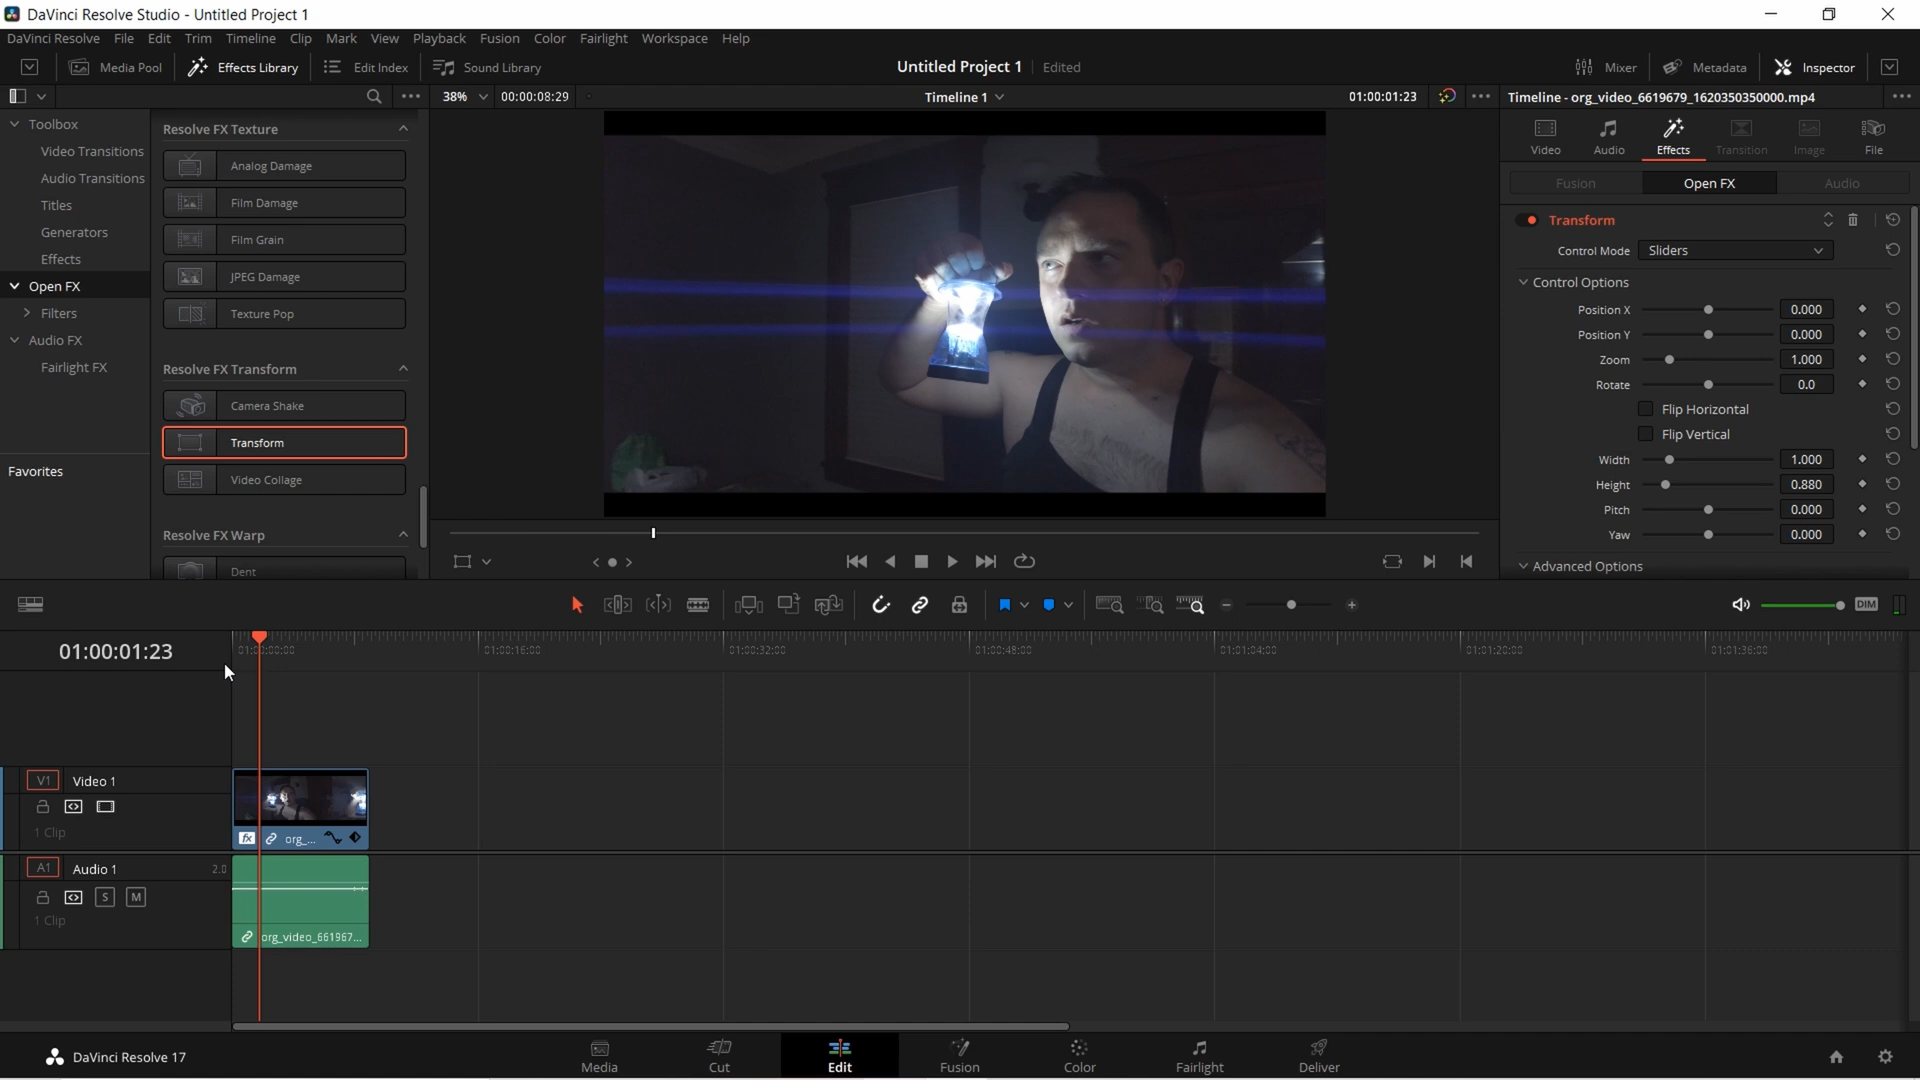 DaVinci Resolve Studio - Untitled Project 1
DaVinci Resolve File Edit Trim Timeline Clip Mark View Playback Fusion Color Fairlight Workspace Help
Media Pool Effects Library Edit Index Sound Library Untitled Project 1 Edited Mixer Metadata Inspector
38% 00:00:08:29 Timeline 1 01:00:01:23 Timeline - org_video_6619679_1620350350000.mp4
Toolbox
Video Transitions
Audio Transitions
Titles
Generators
Effects
Open FX
Filters
Audio FX
Fairlight FX
Favorites
Resolve FX Texture
Analog Damage
Film Damage
Film Grain
JPEG Damage
Texture Pop
Resolve FX Transform
Camera Shake
Transform
Video Collage
Resolve FX Warp
Dent
Video Audio Effects Transition Image File
Fusion Open FX Audio
Transform
Control Mode Sliders
Control Options
Position X 0.000
Position Y 0.000
Zoom 1.000
Rotate 0.0
Flip Horizontal
Flip Vertical
Width 1.000
Height 0.880
Pitch 0.000
Yaw 0.000
Advanced Options
DIM
01:00:01:23 01:00:00:00 01:00:16:00 01:00:32:00 01:00:48:00 01:01:04:00 01:01:20:00 01:01:36:00
V1 Video 1
1 Clip
fx org_...
A1 Audio 1 2.0
S M
1 Clip
org_video_661967...
DaVinci Resolve 17 Media Cut Edit Fusion Color Fairlight Deliver